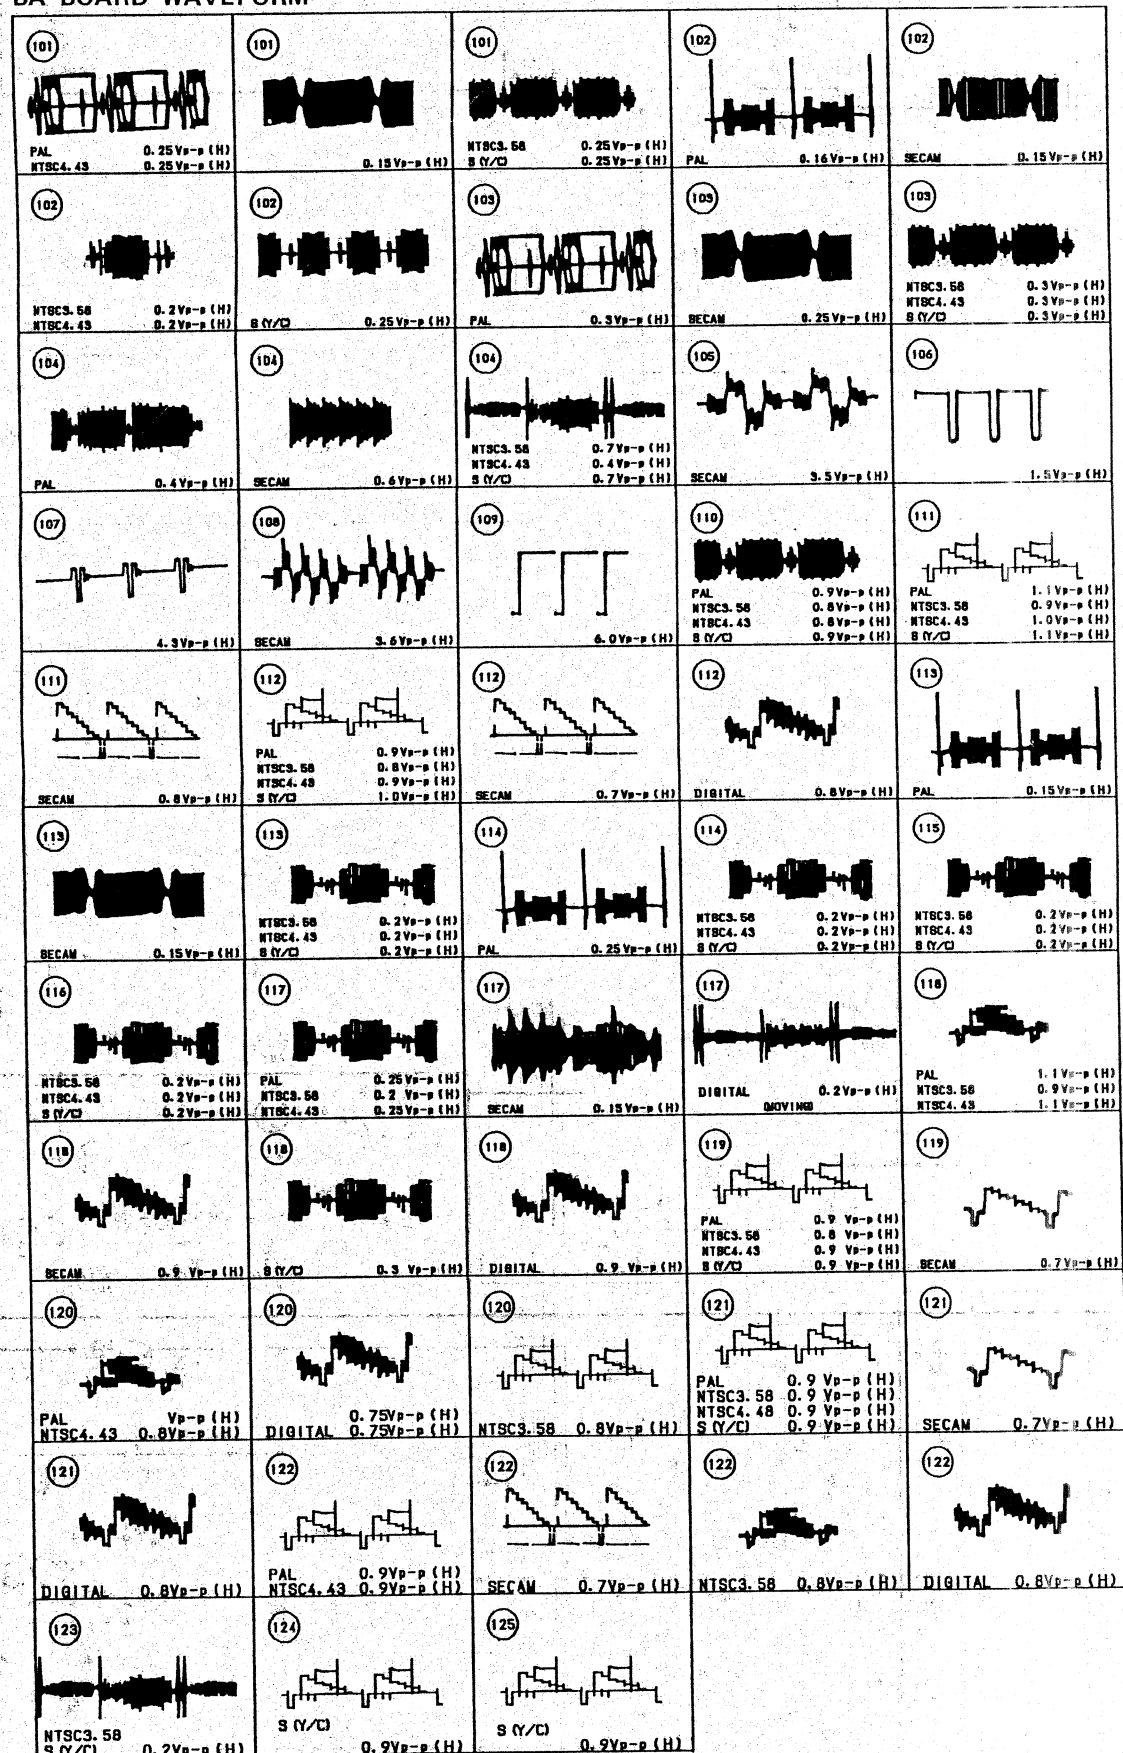 BA BOARD WAVEFORM
101
PAL 0.25Vp-p (H)
NTSC4.43 0.25Vp-p (H)
101
0.15Vp-p (H)
101
NTSC3.58 0.25Vp-p (H)
S (Y/C) 0.25Vp-p (H)
102
PAL 0.16Vp-p (H)
102
SECAM 0.15Vp-p (H)
102
NTSC3.58 0.2Vp-p (H)
NTSC4.43 0.2Vp-p (H)
102
S (Y/C) 0.25Vp-p (H)
103
PAL 0.3Vp-p (H)
103
SECAM 0.25Vp-p (H)
103
NTSC3.58 0.3Vp-p (H)
NTSC4.43 0.3Vp-p (H)
S (Y/C) 0.3Vp-p (H)
104
PAL 0.4Vp-p (H)
104
SECAM 0.6Vp-p (H)
104
NTSC3.58 0.7Vp-p (H)
NTSC4.43 0.4Vp-p (H)
S (Y/C) 0.7Vp-p (H)
105
SECAM 3.5Vp-p (H)
106
1.5Vp-p (H)
107
4.3Vp-p (H)
108
SECAM 3.6Vp-p (H)
109
6.0Vp-p (H)
110
PAL 0.9Vp-p (H)
NTSC3.58 0.8Vp-p (H)
NTSC4.43 0.8Vp-p (H)
S (Y/C) 0.9Vp-p (H)
111
PAL 1.1Vp-p (H)
NTSC3.58 0.9Vp-p (H)
NTSC4.43 1.0Vp-p (H)
S (Y/C) 1.1Vp-p (H)
111
SECAM 0.8Vp-p (H)
112
PAL 0.9Vp-p (H)
NTSC3.58 0.8Vp-p (H)
NTSC4.43 0.9Vp-p (H)
S (Y/C) 1.0Vp-p (H)
112
SECAM 0.7Vp-p (H)
112
DIGITAL 0.8Vp-p (H)
113
PAL 0.15Vp-p (H)
113
SECAM 0.15Vp-p (H)
113
NTSC3.58 0.2Vp-p (H)
NTSC4.43 0.2Vp-p (H)
S (Y/C) 0.2Vp-p (H)
114
PAL 0.25Vp-p (H)
114
NTSC3.58 0.2Vp-p (H)
NTSC4.43 0.2Vp-p (H)
S (Y/C) 0.2Vp-p (H)
115
NTSC3.58 0.2Vp-p (H)
NTSC4.43 0.2Vp-p (H)
S (Y/C) 0.2Vp-p (H)
116
NTSC3.58 0.2Vp-p (H)
NTSC4.43 0.2Vp-p (H)
S (Y/C) 0.2Vp-p (H)
117
PAL 0.25Vp-p (H)
NTSC3.58 0.2 Vp-p (H)
NTSC4.43 0.25Vp-p (H)
117
SECAM 0.15Vp-p (H)
117
DIGITAL 0.2Vp-p (H)
(MOVING)
118
PAL 1.1Vp-p (H)
NTSC3.58 0.9Vp-p (H)
NTSC4.43 1.1Vp-p (H)
118
SECAM 0.9 Vp-p (H)
118
S (Y/C) 0.3 Vp-p (H)
118
DIGITAL 0.9 Vp-p (H)
119
PAL 0.9 Vp-p (H)
NTSC3.58 0.8 Vp-p (H)
NTSC4.43 0.9 Vp-p (H)
S (Y/C) 0.9 Vp-p (H)
119
SECAM 0.7Vp-p (H)
120
PAL Vp-p (H)
NTSC4.43 0.8Vp-p (H)
120
0.75Vp-p (H)
DIGITAL 0.75Vp-p (H)
120
NTSC3.58 0.8Vp-p (H)
121
PAL 0.9 Vp-p (H)
NTSC3.58 0.9 Vp-p (H)
NTSC4.48 0.9 Vp-p (H)
S (Y/C) 0.9 Vp-p (H)
121
SECAM 0.7Vp-p (H)
121
DIGITAL 0.8Vp-p (H)
122
PAL 0.9Vp-p (H)
NTSC4.43 0.9Vp-p (H)
122
SECAM 0.7Vp-p (H)
122
NTSC3.58 0.8Vp-p (H)
122
DIGITAL 0.8Vp-p (H)
123
NTSC3.58
S (Y/C) 0.2Vp-p (H)
124
S (Y/C)
0.9Vp-p (H)
125
S (Y/C)
0.9Vp-p (H)